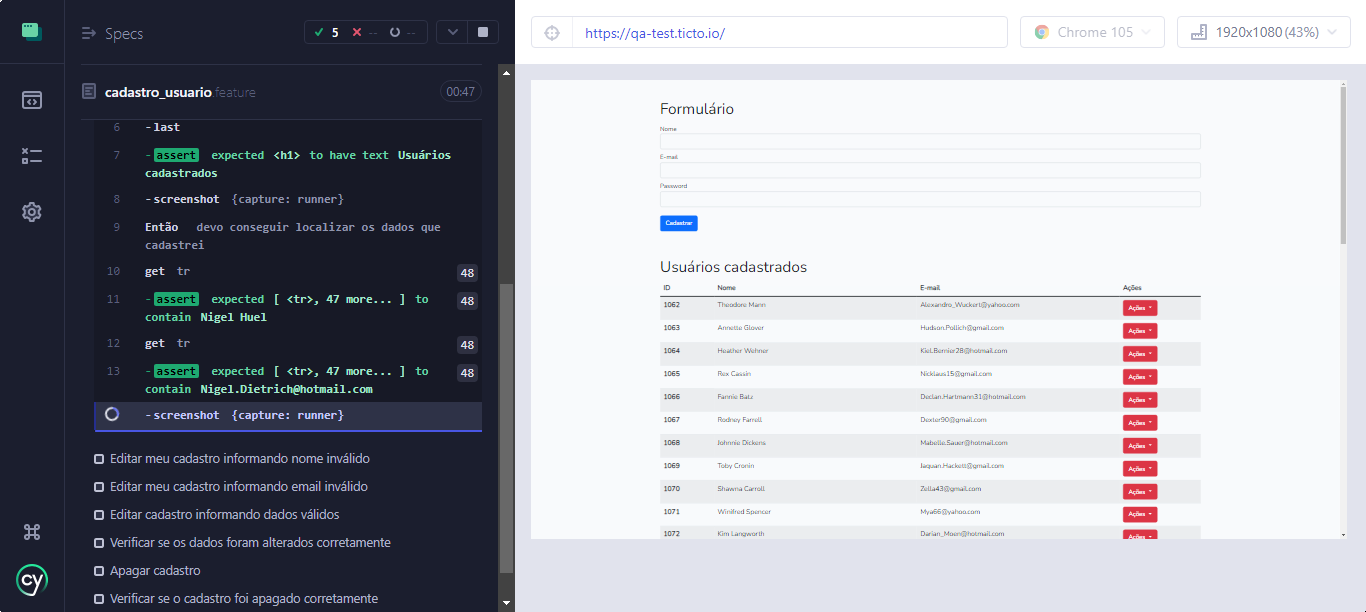 Specs
5 -- --
cadastro_usuario.feature 00:47
6 -last
7 -assert expected <h1> to have text Usuários
cadastrados
8 -screenshot {capture: runner}
9 Então devo conseguir localizar os dados que
cadastrei
10 get tr 48
11 -assert expected [ <tr>, 47 more... ] to 48
contain Nigel Huel
12 get tr 48
13 -assert expected [ <tr>, 47 more... ] to 48
contain Nigel.Dietrich@hotmail.com
-screenshot {capture: runner}
Editar meu cadastro informando nome inválido
Editar meu cadastro informando email inválido
Editar cadastro informando dados válidos
Verificar se os dados foram alterados corretamente
Apagar cadastro
Verificar se o cadastro foi apagado corretamente
cy
https://qa-test.ticto.io/ Chrome 105 1920x1080 (43%)
Formulário
Nome
E-mail
Password
Cadastrar
Usuários cadastrados
ID Nome E-mail Ações
1062 Theodore Mann Alexandro_Wuckert@yahoo.com Ações
1063 Annette Glover Hudson.Pollich@gmail.com Ações
1064 Heather Wehner Kiel.Bernier28@hotmail.com Ações
1065 Rex Cassin Nicklaus15@gmail.com Ações
1066 Fannie Batz Declan.Hartmann31@hotmail.com Ações
1067 Rodney Farrell Dexter90@gmail.com Ações
1068 Johnnie Dickens Mabelle.Sauer@hotmail.com Ações
1069 Toby Cronin Jaquan.Hackett@gmail.com Ações
1070 Shawna Carroll Zella43@gmail.com Ações
1071 Winifred Spencer Mya66@yahoo.com Ações
1072 Kim Langworth Darian_Moen@hotmail.com Ações